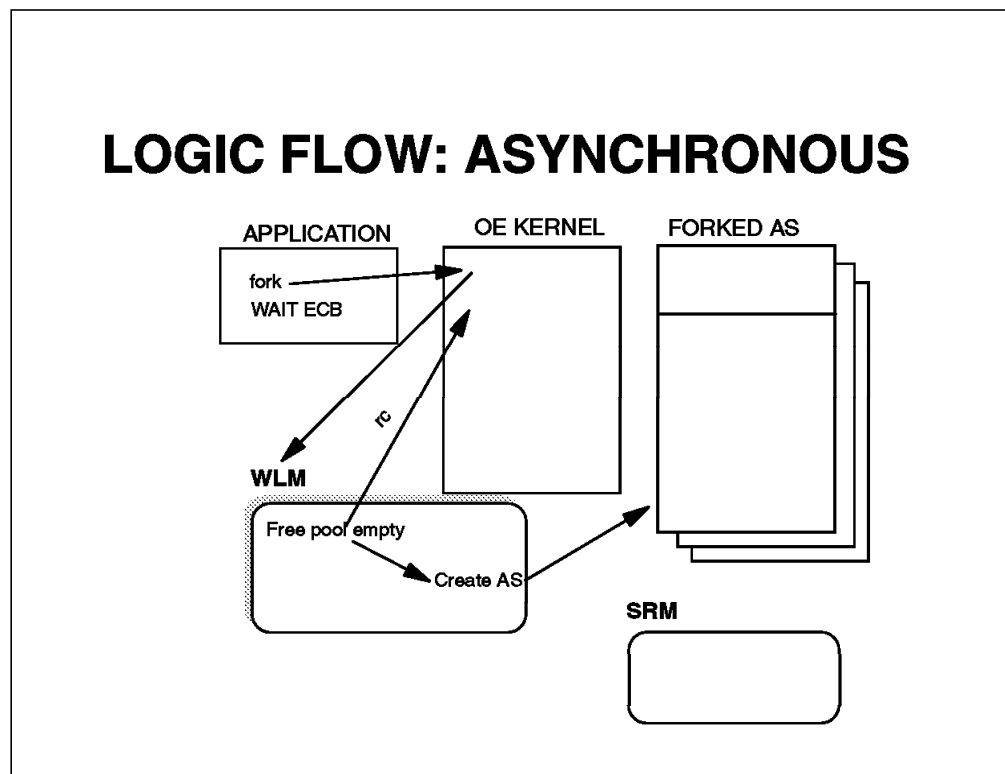 LOGIC FLOW: ASYNCHRONOUS
APPLICATION
OE KERNEL
FORKED AS
fork
WAIT ECB
rc
WLM
Free pool empty
Create AS
SRM